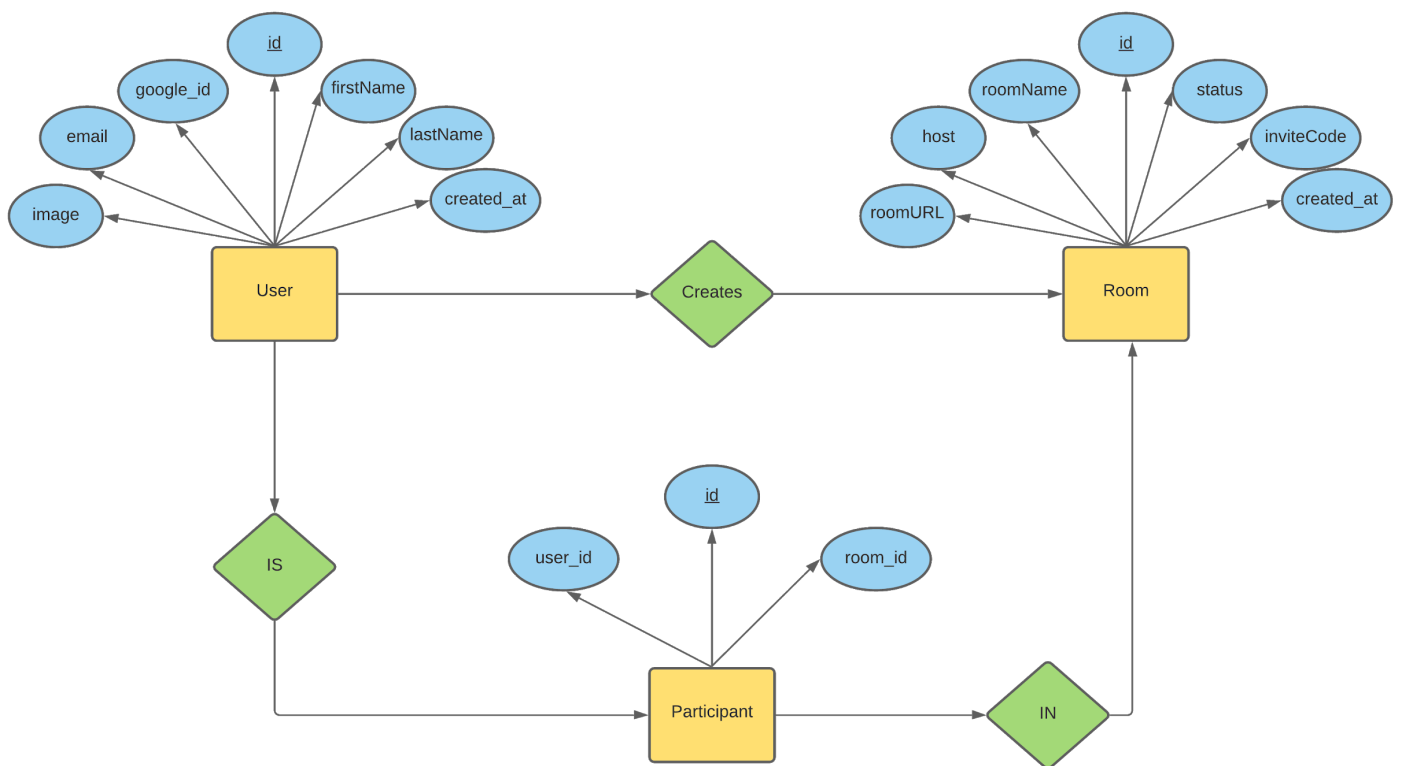 id
google_id
firstName
email
lastName
image
created_at
User
Creates
id
roomName
status
host
inviteCode
roomURL
created_at
Room
IS
id
user_id
room_id
Participant
IN